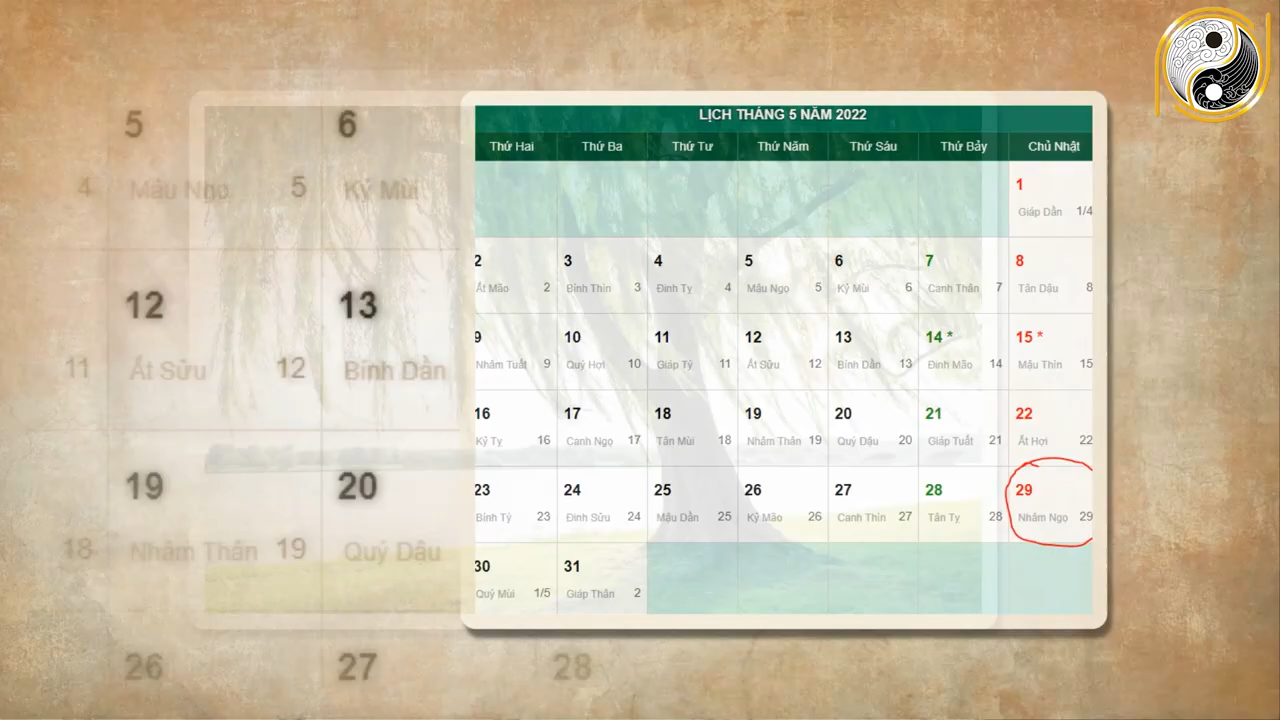 LỊCH THÁNG 5 NĂM 2022
Thứ Hai Thứ Ba Thứ Tư Thứ Năm Thứ Sáu Thứ Bảy Chủ Nhật
1
Giáp Dần 1/4
2 3 4 5 6 7 8
Ất Mão 2 Bính Thìn 3 Đinh Tỵ 4 Mậu Ngọ 5 Kỷ Mùi 6 Canh Thân 7 Tân Dậu 8
9 10 11 12 13 14 * 15 *
Nhâm Tuất 9 Quý Hợi 10 Giáp Tý 11 Ất Sửu 12 Bính Dần 13 Đinh Mão 14 Mậu Thìn 15
16 17 18 19 20 21 22
Kỷ Tỵ 16 Canh Ngọ 17 Tân Mùi 18 Nhâm Thân 19 Quý Dậu 20 Giáp Tuất 21 Ất Hợi 22
23 24 25 26 27 28 29
Bính Tý 23 Đinh Sửu 24 Mậu Dần 25 Kỷ Mão 26 Canh Thìn 27 Tân Tỵ 28 Nhâm Ngọ 29
30 31
Quý Mùi 1/5 Giáp Thân 2
5 6
4 Mậu Ngọ 5 Kỷ Mùi
12 13
11 Ất Sửu 12 Bính Dần
19 20
18 Nhâm Thân 19 Quý Dậu
26 27 28